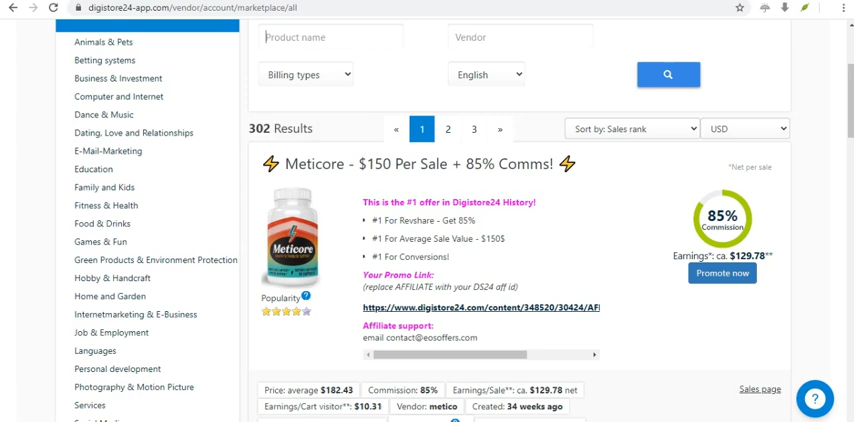 digistore24-app.com/vendor/account/marketplace/all
Animals & Pets
Betting systems
Business & Investment
Computer and Internet
Dance & Music
Dating, Love and Relationships
E-Mail-Marketing
Education
Family and Kids
Fitness & Health
Food & Drinks
Games & Fun
Green Products & Environment Protection
Hobby & Handcraft
Home and Garden
Internetmarketing & E-Business
Job & Employment
Languages
Personal development
Photography & Motion Picture
Services
Product name
Vendor
Billing types
English
302 Results
« 1 2 3 »
Sort by: Sales rank
USD
Meticore - $150 Per Sale + 85% Comms!
*Net per sale
Meticore
Popularity ?
This is the #1 offer in Digistore24 History!
#1 For Revshare - Get 85%
#1 For Average Sale Value - $150$
#1 For Conversions!
Your Promo Link:
(replace AFFILIATE with your DS24 aff id)
https://www.digistore24.com/content/348520/30424/AFI
Affiliate support:
email contact@eosoffers.com
85%
Commission
Earnings*: ca. $129.78**
Promote now
Price: average $182.43
Commission: 85%
Earnings/Sale**: ca. $129.78 net
Sales page
Earnings/Cart visitor**: $10.31
Vendor: metico
Created: 34 weeks ago
?